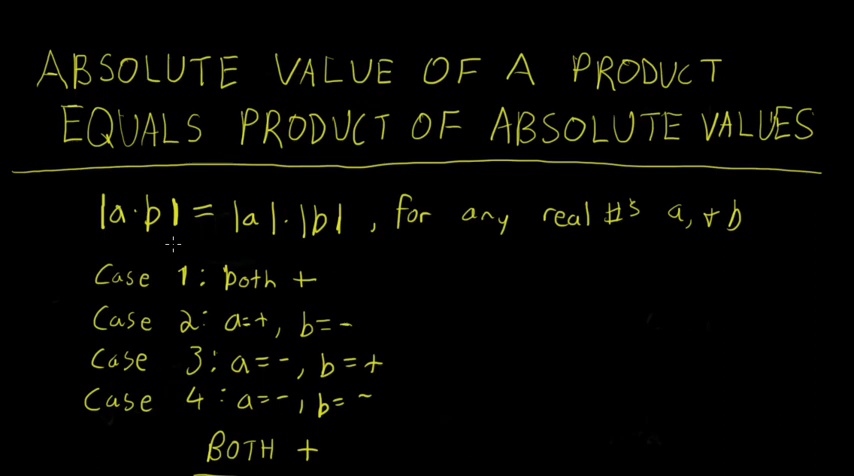 ABSOLUTE VALUE OF A PRODUCT
EQUALS PRODUCT OF ABSOLUTE VALUES
|a·b| = |a|·|b|, for any real #'s a, + b
Case 1: both +
Case 2: a=+, b=-
Case 3: a=-, b=+
Case 4: a=-, b=-
BOTH +